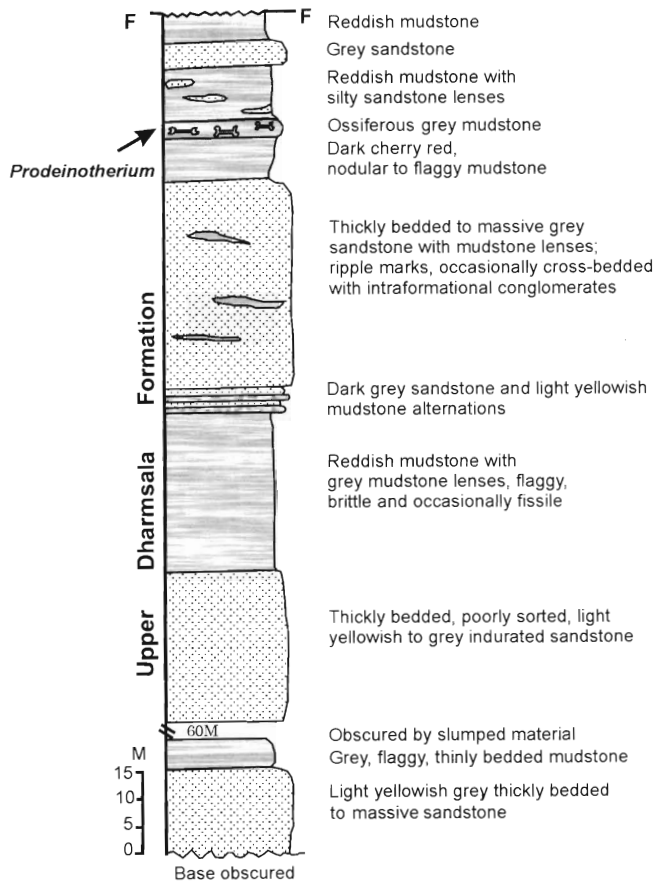 F F
Reddish mudstone
Grey sandstone
Reddish mudstone with
silty sandstone lenses
Ossiferous grey mudstone
Prodeinotherium
Dark cherry red,
nodular to flaggy mudstone
Thickly bedded to massive grey
sandstone with mudstone lenses;
ripple marks, occasionally cross-bedded
with intraformational conglomerates
Dark grey sandstone and light yellowish
mudstone alternations
Reddish mudstone with
grey mudstone lenses, flaggy,
brittle and occasionally fissile
Upper Dharmsala Formation
Thickly bedded, poorly sorted, light
yellowish to grey indurated sandstone
60M
Obscured by slumped material
Grey, flaggy, thinly bedded mudstone
M
15
10
5
0
Light yellowish grey thickly bedded
to massive sandstone
Base obscured